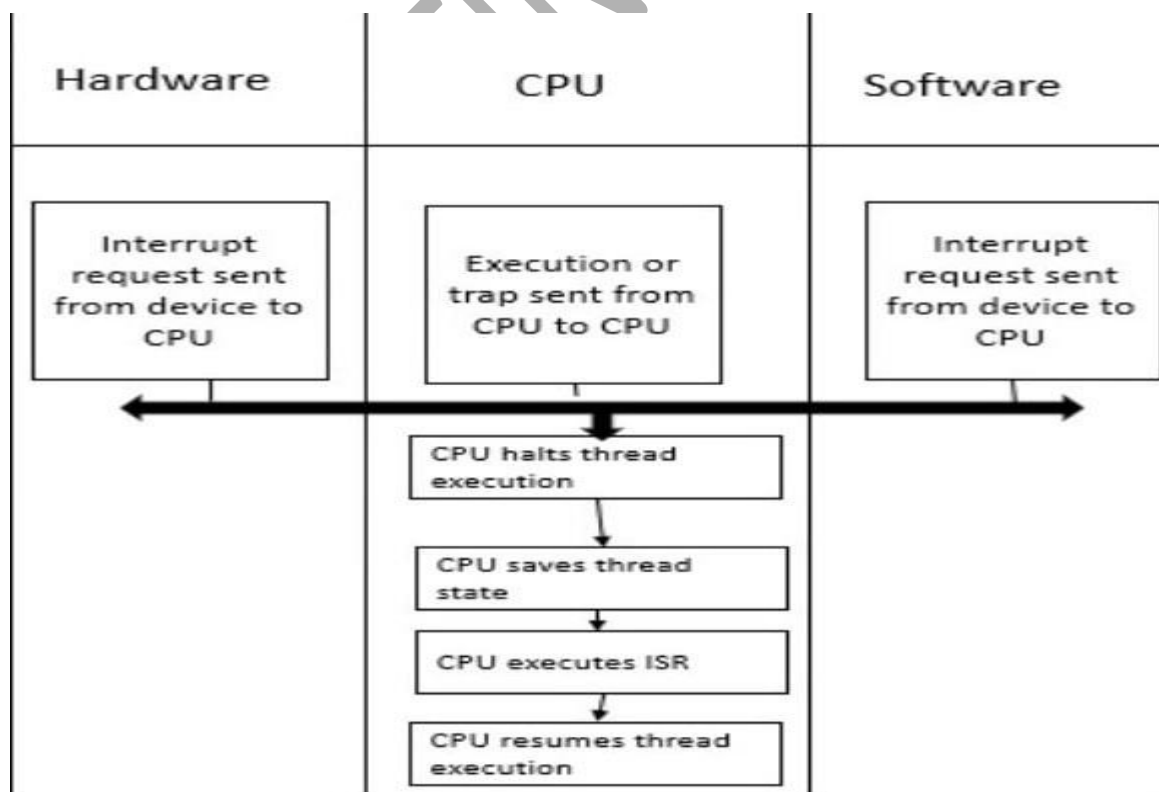 Hardware
CPU
Software
Interrupt
request sent
from device to
CPU
Execution or
trap sent from
CPU to CPU
Interrupt
request sent
from device to
CPU
CPU halts thread
execution
CPU saves thread
state
CPU executes ISR
CPU resumes thread
execution